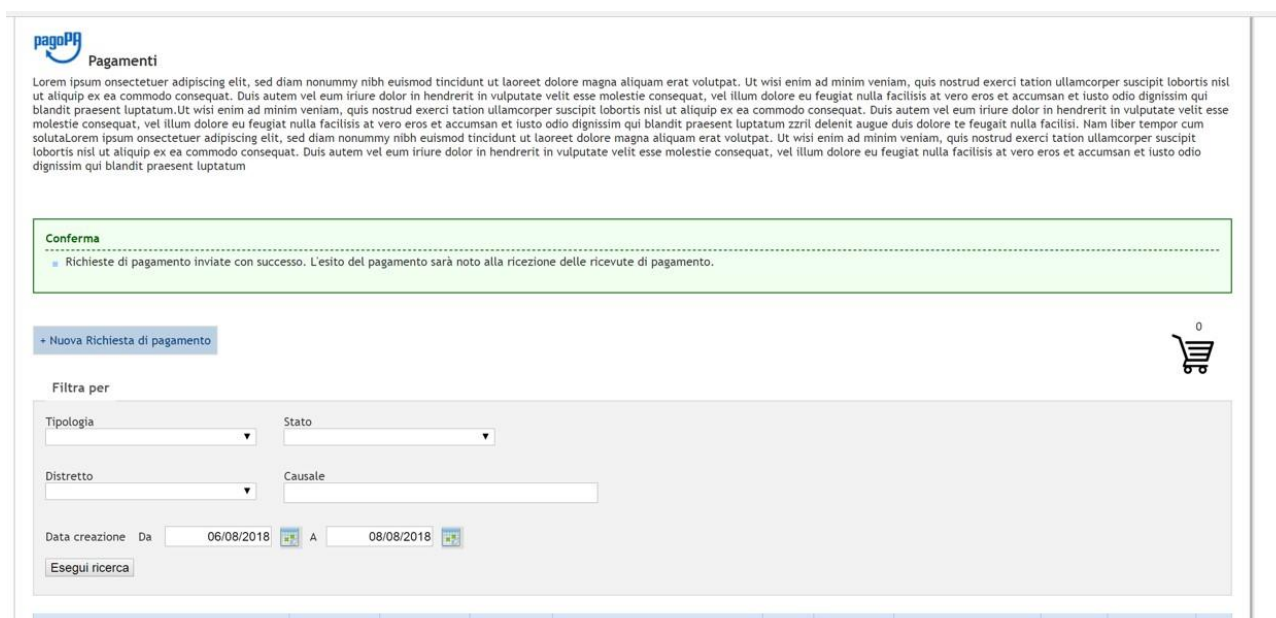 pagoPA
Pagamenti
Lorem ipsum onsectetuer adipiscing elit, sed diam nonummy nibh euismod tincidunt ut laoreet dolore magna aliquam erat volutpat. Ut wisi enim ad minim veniam, quis nostrud exerci tation ullamcorper suscipit lobortis nisl
ut aliquip ex ea commodo consequat. Duis autem vel eum iriure dolor in hendrerit in vulputate velit esse molestie consequat, vel illum dolore eu feugiat nulla facilisis at vero eros et accumsan et iusto odio dignissim qui
blandit praesent luptatum.Ut wisi enim ad minim veniam, quis nostrud exerci tation ullamcorper suscipit lobortis nisl ut aliquip ex ea commodo consequat. Duis autem vel eum iriure dolor in hendrerit in vulputate velit esse
molestie consequat, vel illum dolore eu feugiat nulla facilisis at vero eros et accumsan et iusto odio dignissim qui blandit praesent luptatum zzril delenit augue duis dolore te feugait nulla facilisi. Nam liber tempor cum
solutaLorem ipsum onsectetuer adipiscing elit, sed diam nonummy nibh euismod tincidunt ut laoreet dolore magna aliquam erat volutpat. Ut wisi enim ad minim veniam, quis nostrud exerci tation ullamcorper suscipit
lobortis nisl ut aliquip ex ea commodo consequat. Duis autem vel eum iriure dolor in hendrerit in vulputate velit esse molestie consequat, vel illum dolore eu feugiat nulla facilisis at vero eros et accumsan et iusto odio
dignissim qui blandit praesent luptatum
Conferma
Richieste di pagamento inviate con successo. L'esito del pagamento sarà noto alla ricezione delle ricevute di pagamento.
0
+ Nuova Richiesta di pagamento
Filtra per
Tipologia Stato
Distretto Causale
Data creazione Da 06/08/2018 A 08/08/2018
Esegui ricerca